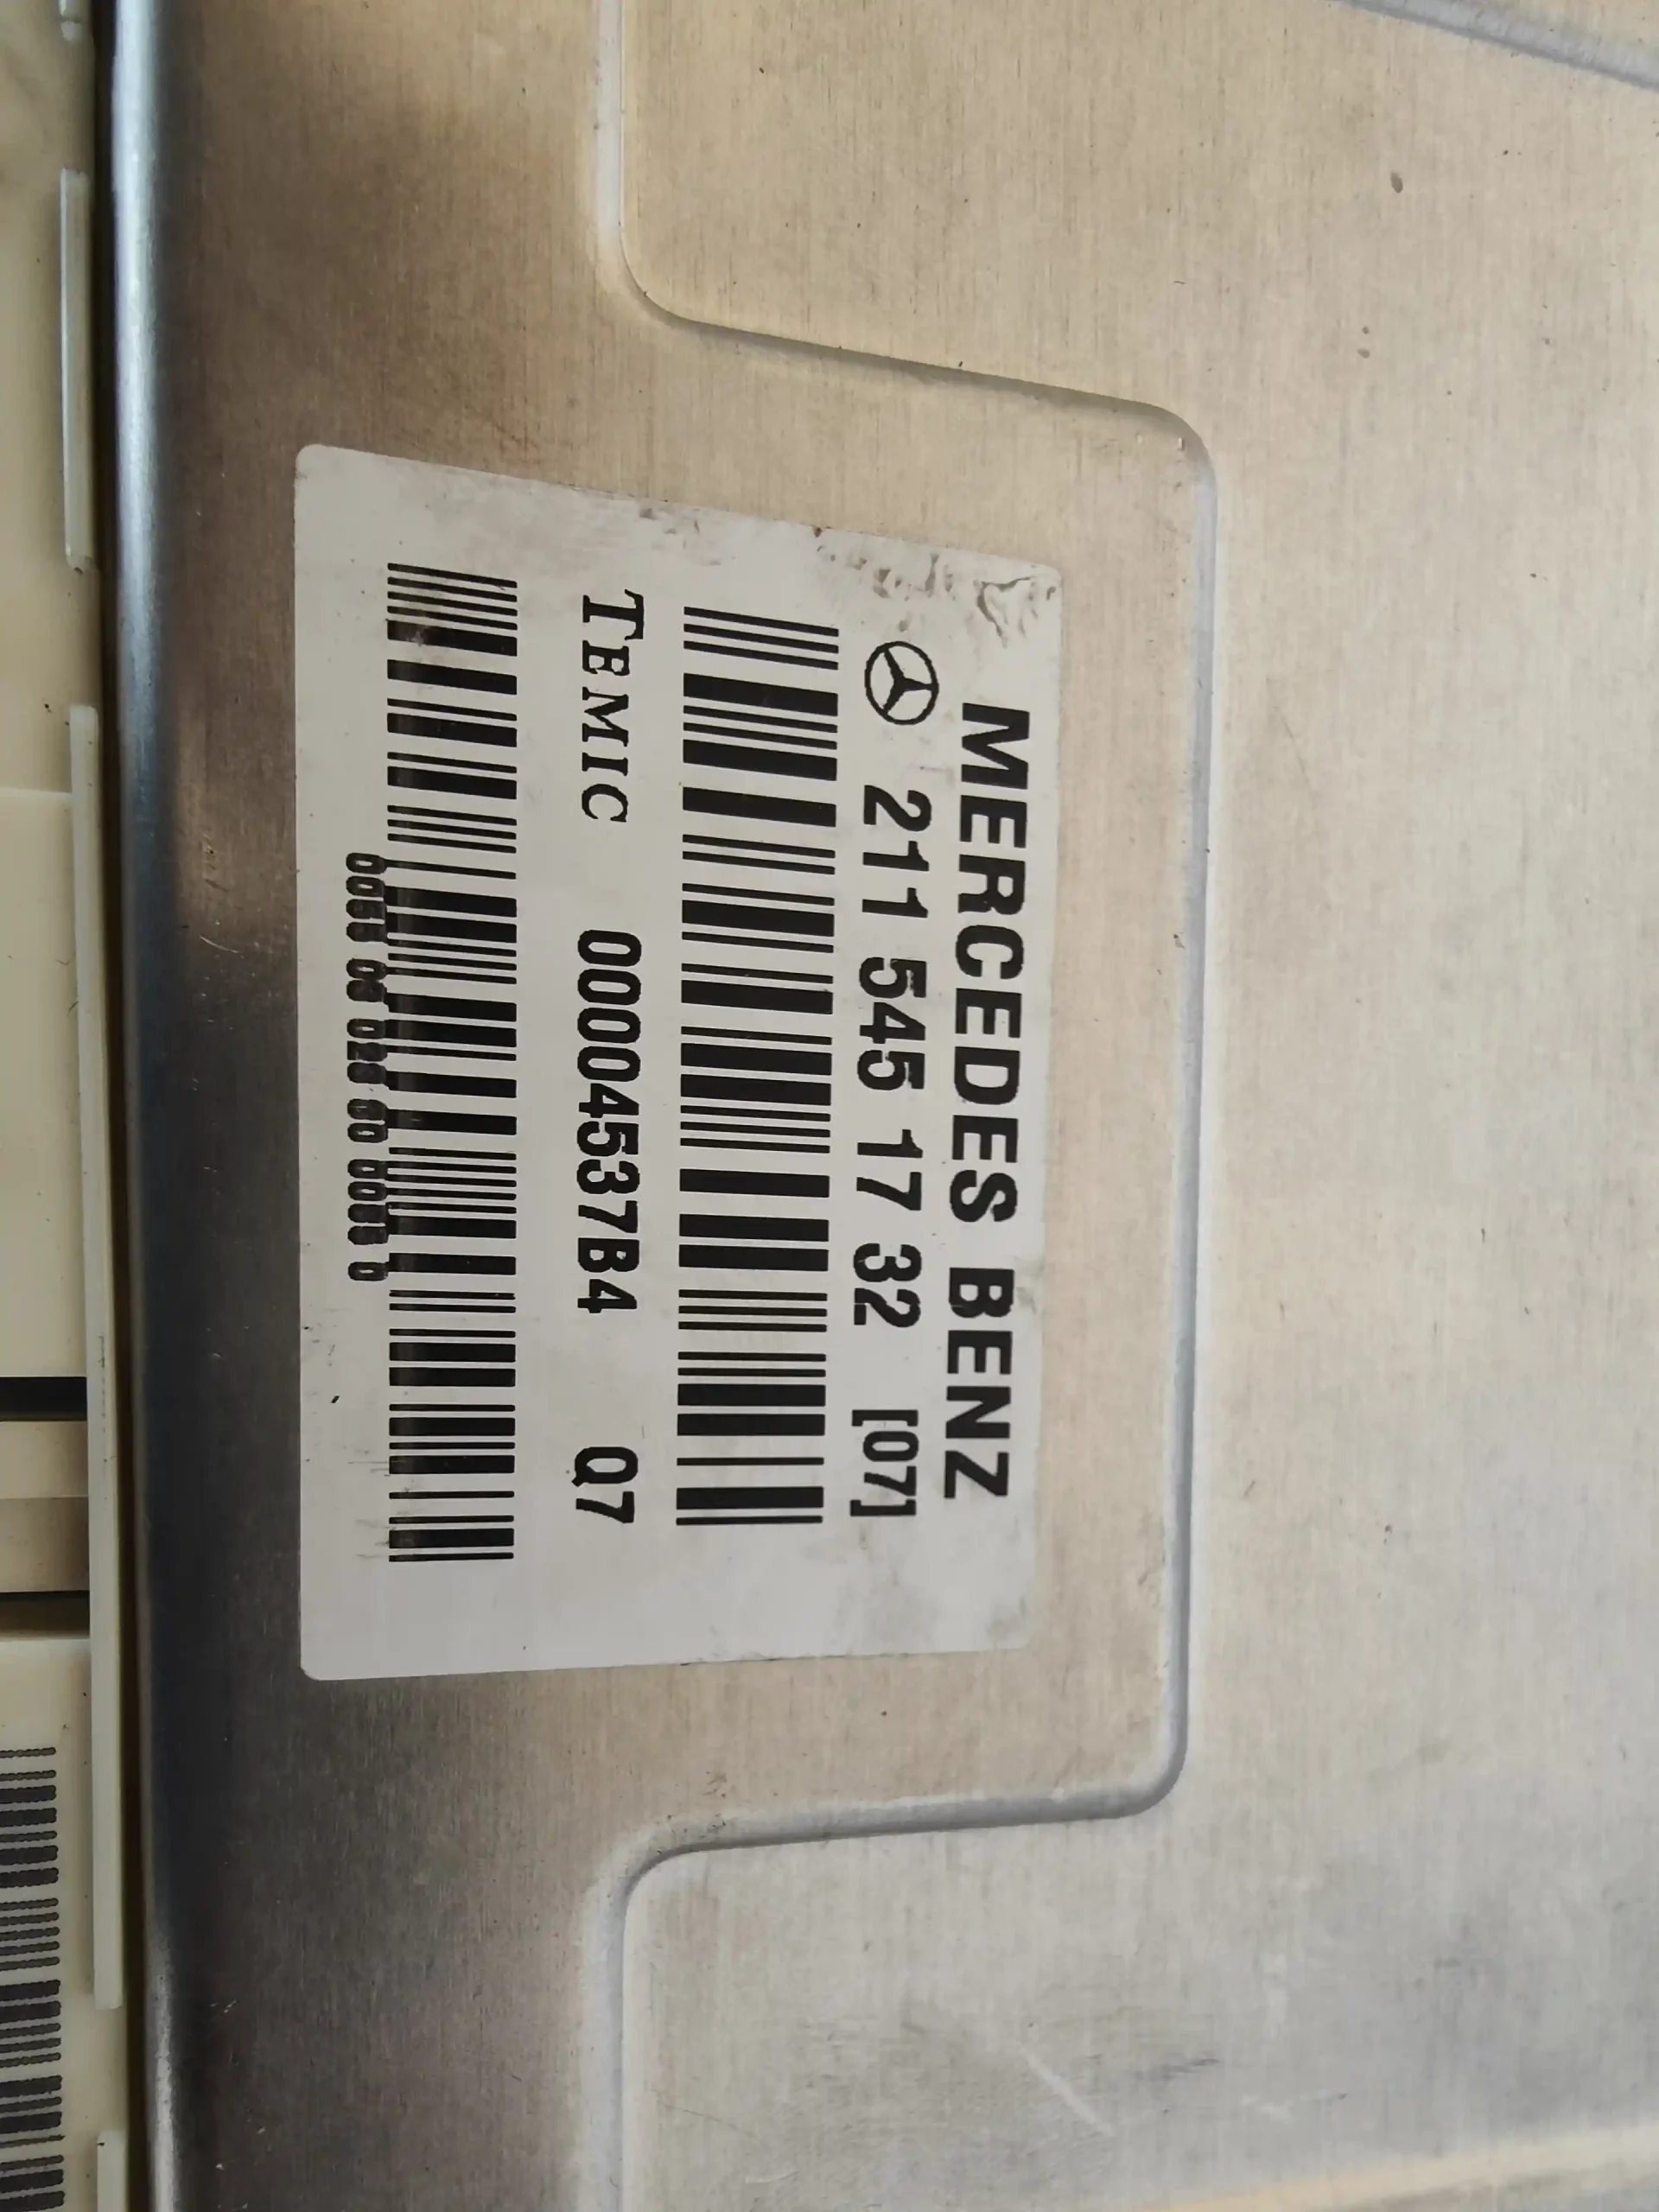 MERCEDES BENZ
211 545 17 32 [07]
TEMIC 00004537B4 Q7